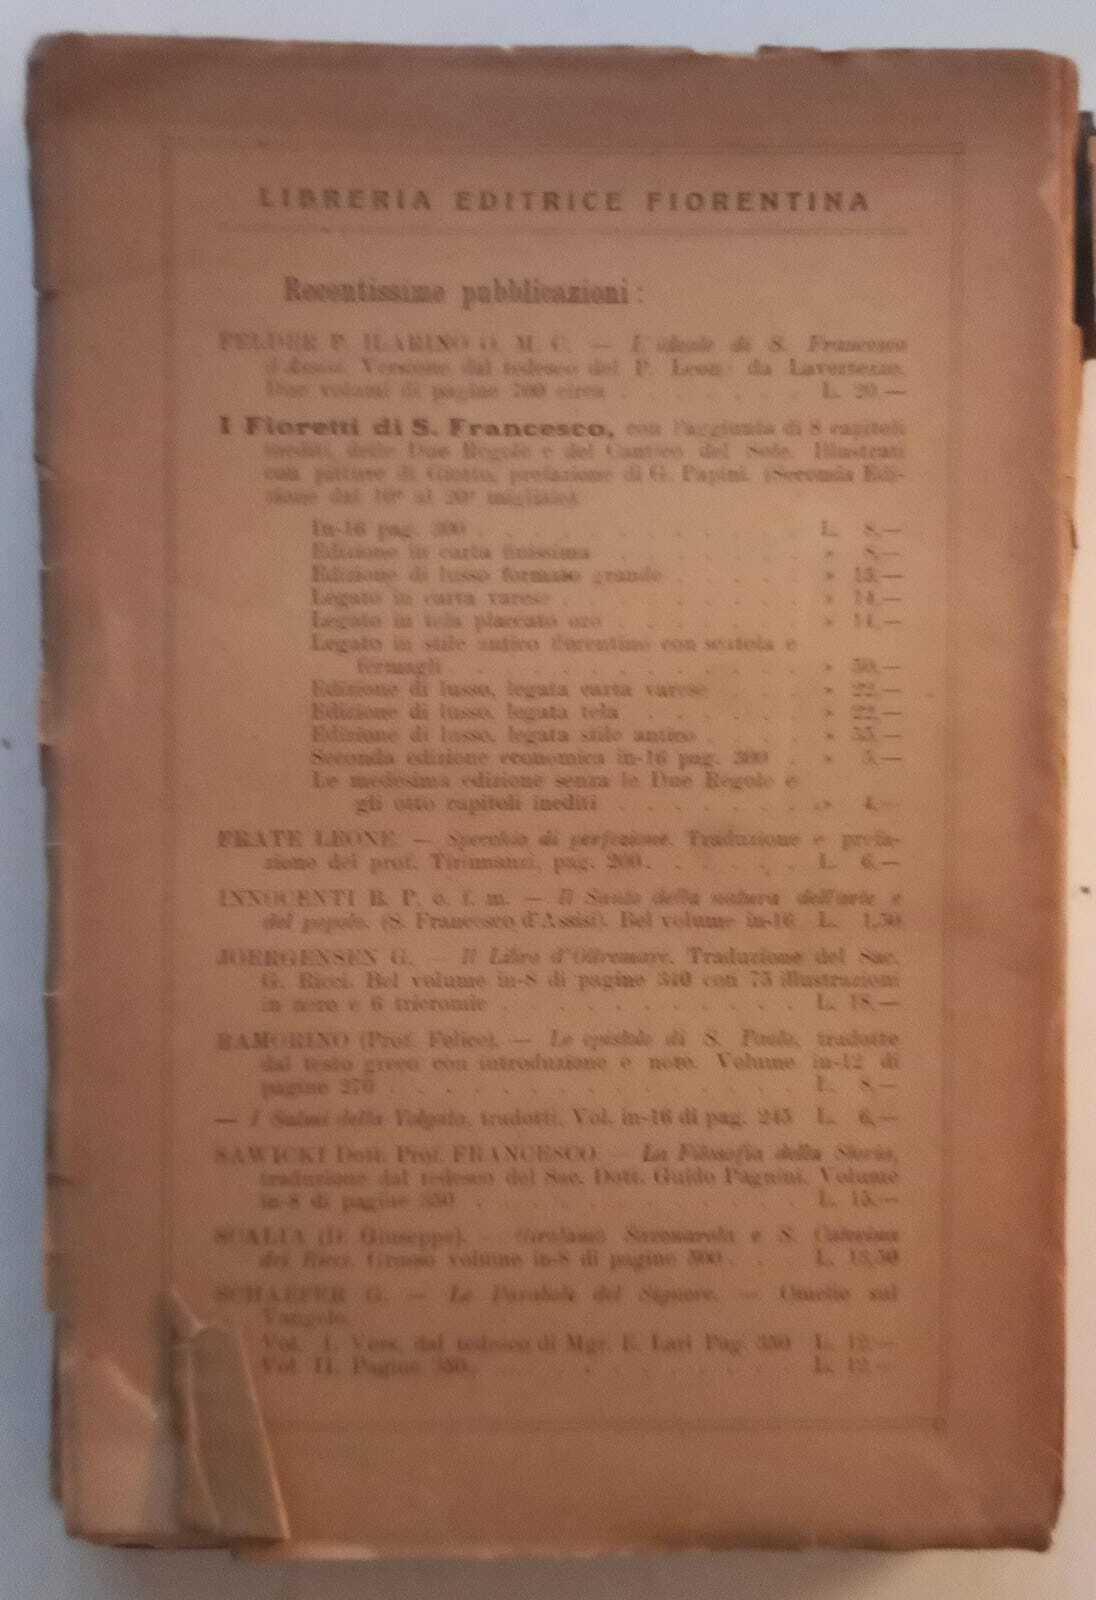 LIBRERIA EDITRICE FIORENTINA
Recentissime pubblicazioni:
FELDER P. ILARINO O. M. C. — L'ideale di S. Francesco
d'Assisi. Versione dal tedesco del P. Leone da Lavertezzo.
Due volumi di pagine 700 circa . . . . . . . L. 20.—
I Fioretti di S. Francesco, con l'aggiunta di 8 capitoli
inediti, delle Due Regole e del Cantico del Sole. Illustrati
con pitture di Giotto, prefazione di G. Papini. (Seconda Edi-
zione dal 10º al 20º migliaio).
In-16 pag. 300 . . . . . . . . . . . . L. 8,—
Edizione in carta finissima . . . . . . . » 8,—
Edizione di lusso formato grande . . . . . » 15,—
Legato in carta varese . . . . . . . . . » 14,—
Legato in tela placcato oro . . . . . . . » 14,—
Legato in stile antico fiorentino con scatola e
fermagli . . . . . . . . . . . . » 50,—
Edizione di lusso, legata carta varese . . . » 22,—
Edizione di lusso, legata tela . . . . . . » 22,—
Edizione di lusso, legata stile antico . . . . » 55,—
Seconda edizione economica in-16 pag. 300 . » 5,—
Le medesima edizione senza le Due Regole e
gli otto capitoli inediti . . . . . . . » 4,—
FRATE LEONE. — Specchio di perfezione. Traduzione e prefa-
zione del prof. Tirinnanzi, pag. 200. . . . . . L. 6,—
INNOCENTI B. P. o. f. m. — Il Santo della natura dell'arte e
del popolo. (S. Francesco d'Assisi). Bel volume in-16 L. 1,50
JOERGENSEN G. — Il Libro d'Oltremare. Traduzione del Sac.
G. Ricci. Bel volume in-8 di pagine 340 con 75 illustrazioni
in nero e 6 tricromie . . . . . . . . . . . L. 18,—
RAMORINO (Prof. Felice). — Le epistole di S. Paolo, tradotte
dal testo greco con introduzione e note. Volume in-12 di
pagine 270 . . . . . . . . . . . . . . . L. 8,—
— I Salmi della Volgata, tradotti. Vol. in-16 di pag. 245 L. 6,—
SAWICKI Dott. Prof. FRANCESCO. — La Filosofia della Storia,
traduzione dal tedesco del Sac. Dott. Guido Pagnini. Volume
in-8 di pagine 350 . . . . . . . . . . . . L. 15,—
SCALIA (D. Giuseppe). — Girolamo Savonarola e S. Caterina
dei Ricci. Grosso volume in-8 di pagine 300 . . . L. 13,50
SCHAEFER G. — Le Parabole del Signore. — Omelie sul
Vangelo.
Vol. I. Vers. dal tedesco di Mgr. E. Lari Pag. 350 L. 12.—
Vol. II. Pagine 350. . . . . . . . . . . . L. 12.—